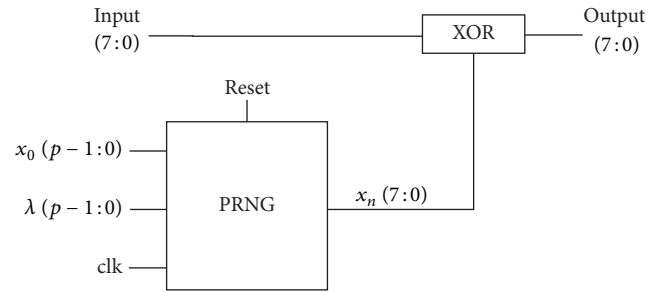 Input
(7:0)
XOR
Output
(7:0)
Reset
x₀ (p − 1:0)
λ (p − 1:0)
clk
PRNG
xₙ (7:0)